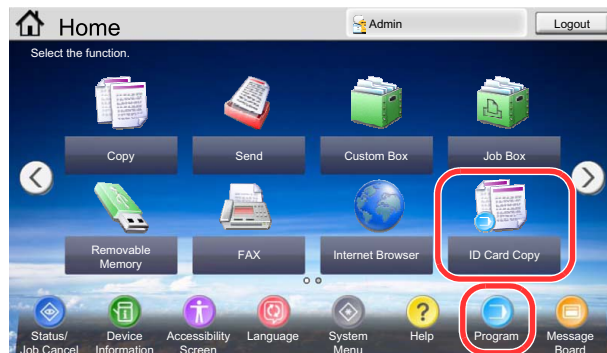 Home
Admin
Logout
Select the function.
Copy
Send
Custom Box
Job Box
Removable
Memory
FAX
Internet Browser
ID Card Copy
Status/
Job Cancel
Device
Information
Accessibility
Screen
Language
System
Menu
Help
?
Program
Message
Board